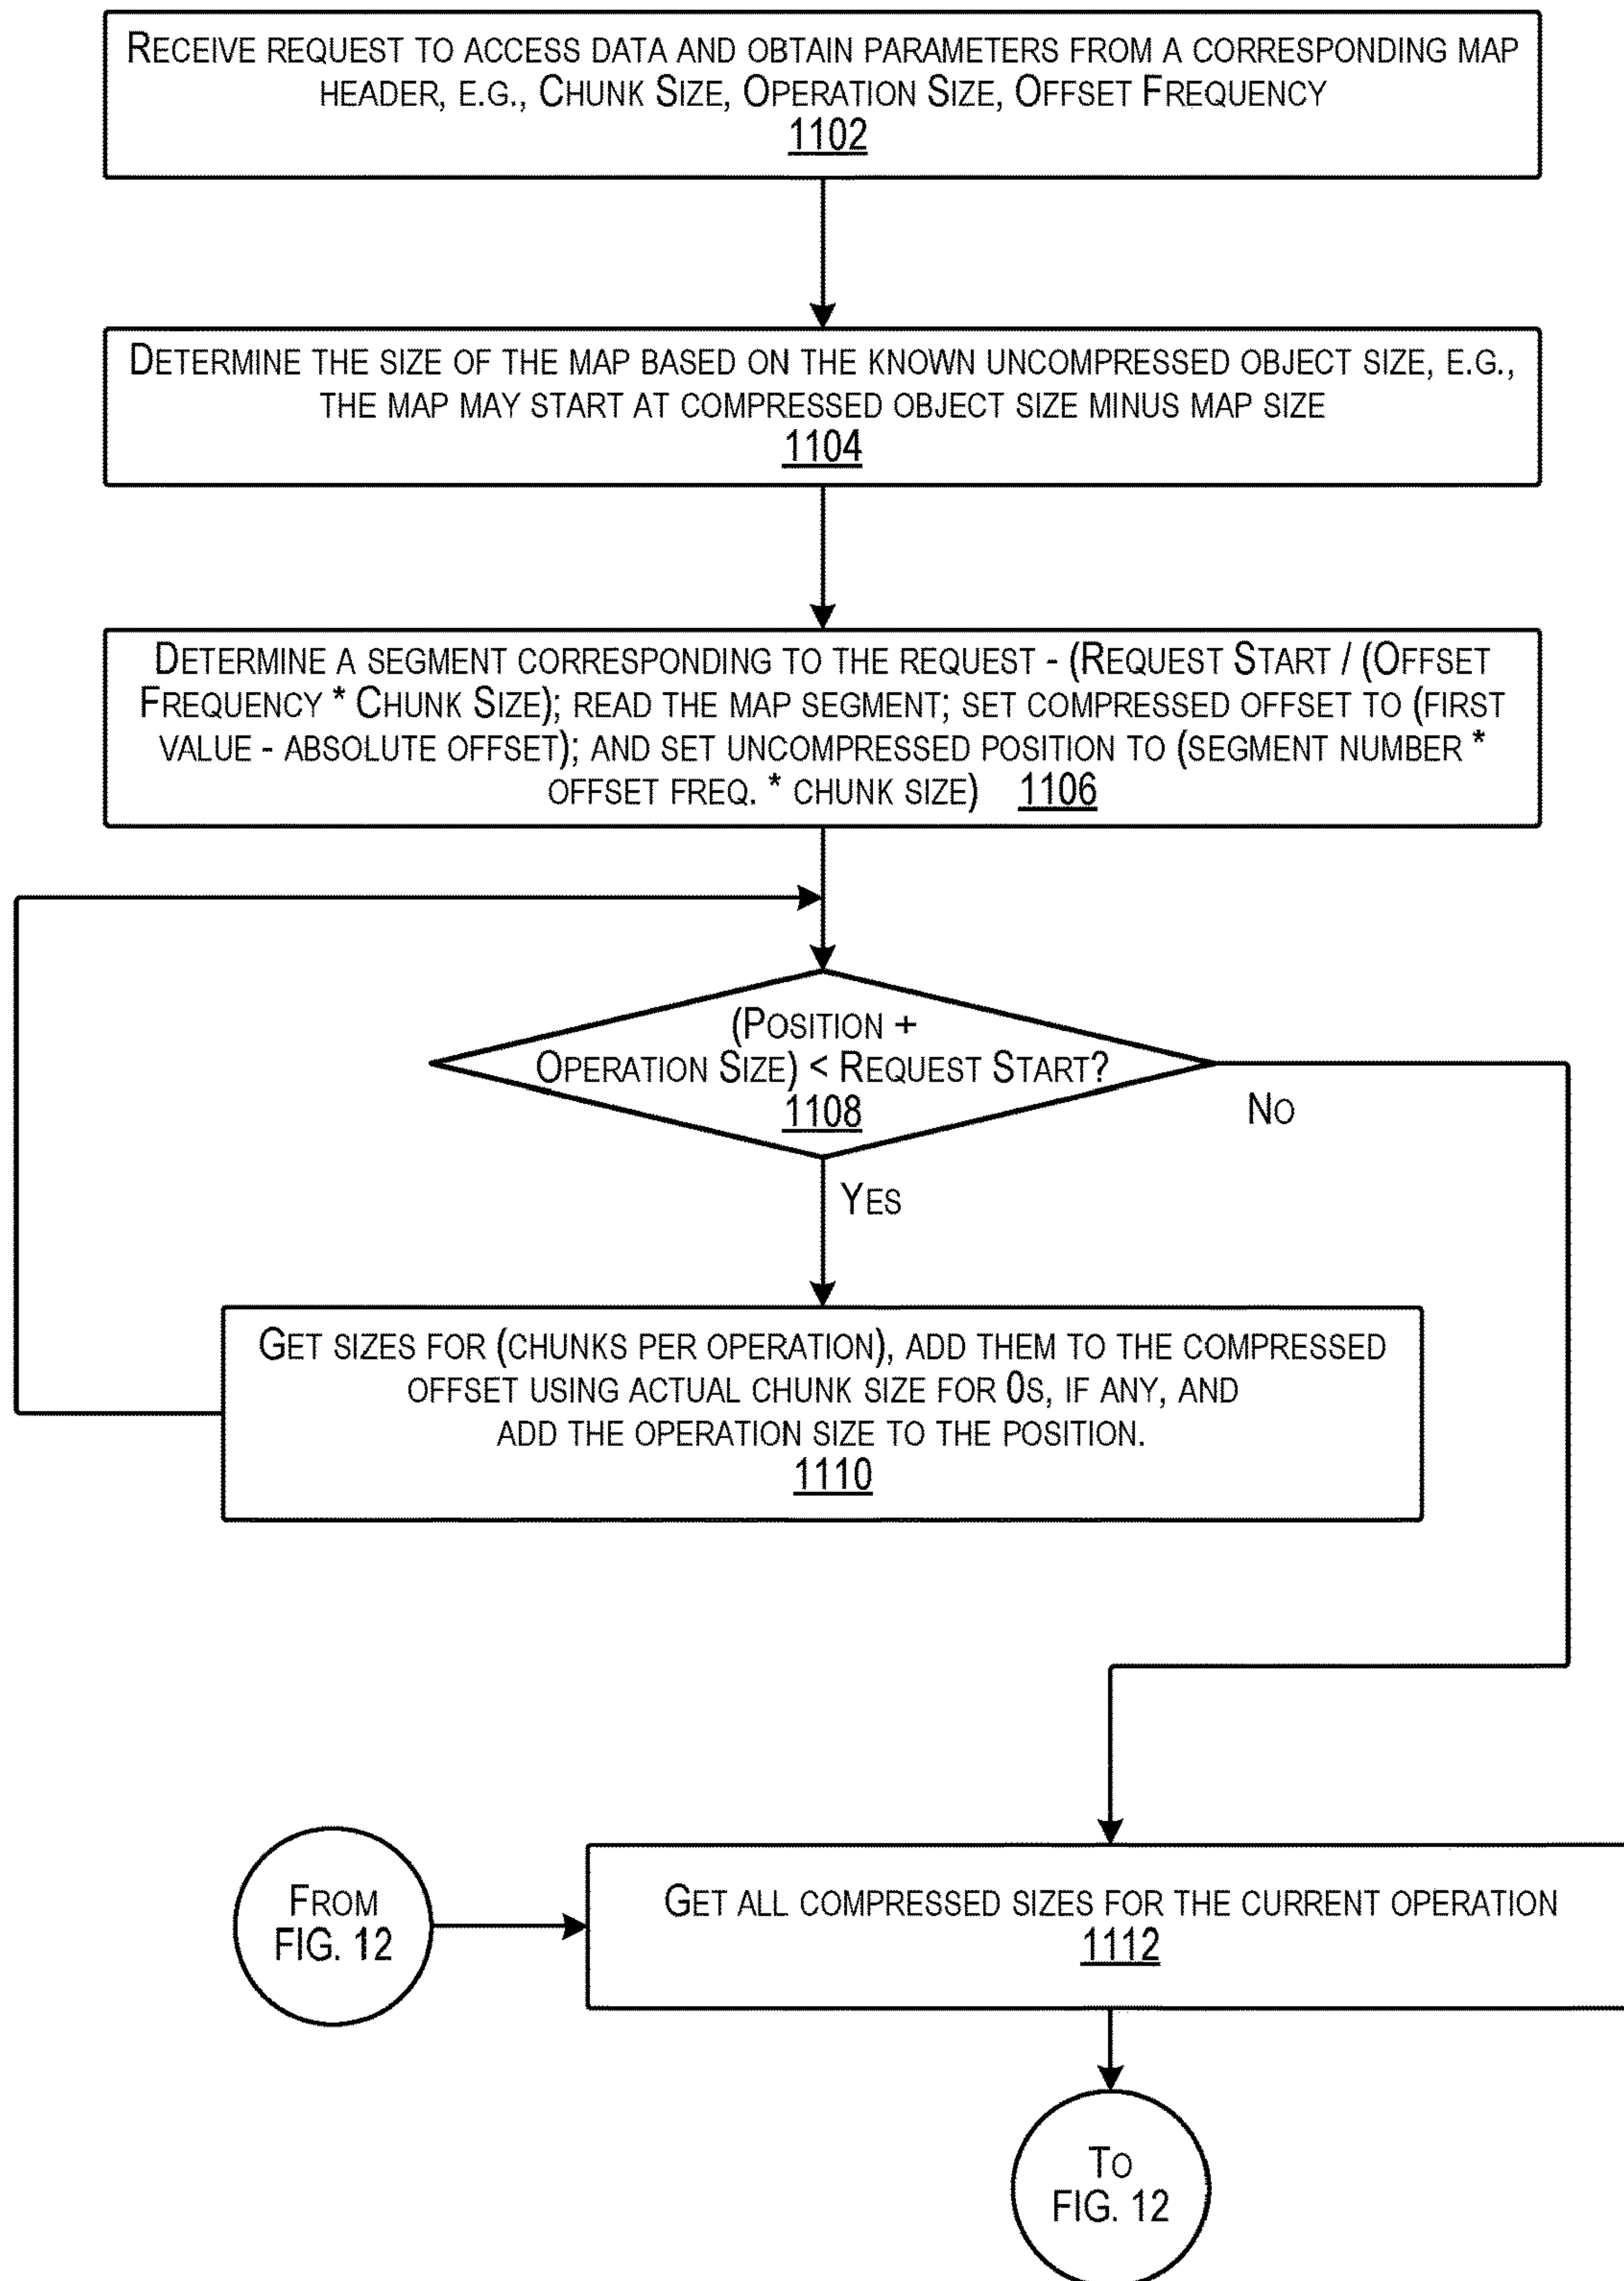 RECEIVE REQUEST TO ACCESS DATA AND OBTAIN PARAMETERS FROM A CORRESPONDING MAP
HEADER, E.G., CHUNK SIZE, OPERATION SIZE, OFFSET FREQUENCY
1102
DETERMINE THE SIZE OF THE MAP BASED ON THE KNOWN UNCOMPRESSED OBJECT SIZE, E.G.,
THE MAP MAY START AT COMPRESSED OBJECT SIZE MINUS MAP SIZE
1104
DETERMINE A SEGMENT CORRESPONDING TO THE REQUEST - (REQUEST START / (OFFSET
FREQUENCY * CHUNK SIZE); READ THE MAP SEGMENT; SET COMPRESSED OFFSET TO (FIRST
VALUE - ABSOLUTE OFFSET); AND SET UNCOMPRESSED POSITION TO (SEGMENT NUMBER *
OFFSET FREQ. * CHUNK SIZE) 1106
(POSITION +
OPERATION SIZE) < REQUEST START?
1108
NO
YES
GET SIZES FOR (CHUNKS PER OPERATION), ADD THEM TO THE COMPRESSED
OFFSET USING ACTUAL CHUNK SIZE FOR 0S, IF ANY, AND
ADD THE OPERATION SIZE TO THE POSITION.
1110
FROM
FIG. 12
GET ALL COMPRESSED SIZES FOR THE CURRENT OPERATION
1112
TO
FIG. 12